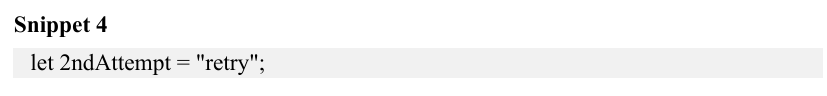 Snippet 4
let 2ndAttempt = "retry";